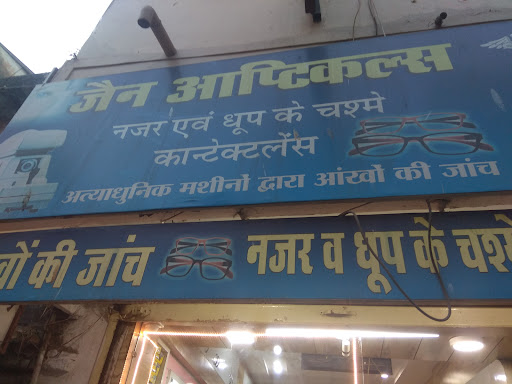 जैन आप्टिकल्स
नजर एवं धूप के चश्मे
कान्टेक्टलेंस
अत्याधुनिक मशीनों द्वारा आंखों की जांच
खों की जांच नजर व धूप के चश्मे